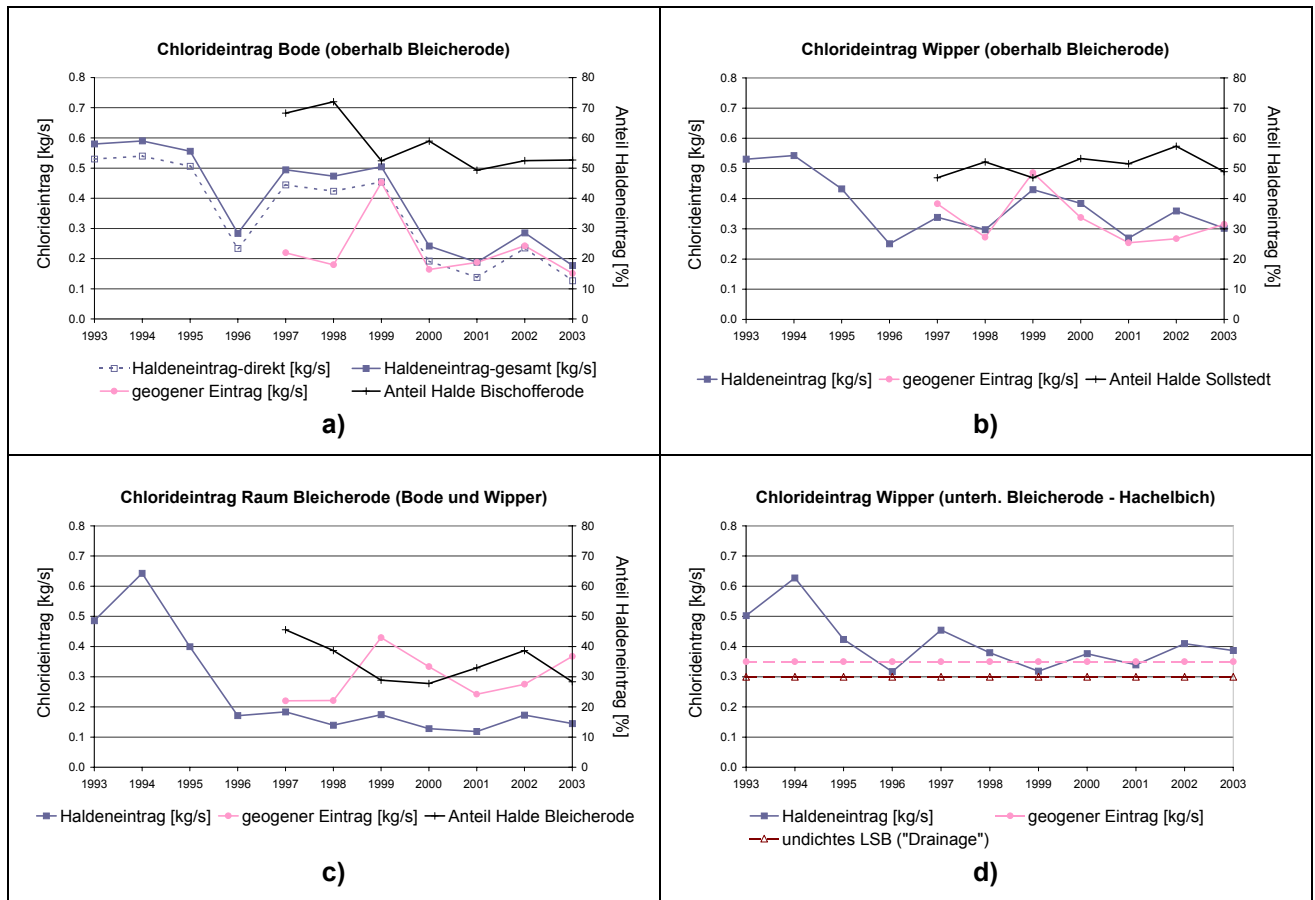 Chlorideintrag Bode (oberhalb Bleicherode)
Chlorideintrag [kg/s]
0.8
0.7
0.6
0.5
0.4
0.3
0.2
0.1
0.0
80
70
60
50
40
30
20
10
0
Anteil Haldeneintrag [%]
1993 1994 1995 1996 1997 1998 1999 2000 2001 2002 2003
Haldeneintrag-direkt [kg/s] Haldeneintrag-gesamt [kg/s]
geogener Eintrag [kg/s] Anteil Halde Bischofferode
a)
Chlorideintrag Wipper (oberhalb Bleicherode)
Chlorideintrag [kg/s]
0.8
0.7
0.6
0.5
0.4
0.3
0.2
0.1
0.0
80
70
60
50
40
30
20
10
0
Anteil Haldeneintrag [%]
1993 1994 1995 1996 1997 1998 1999 2000 2001 2002 2003
Haldeneintrag [kg/s] geogener Eintrag [kg/s] Anteil Halde Sollstedt
b)
Chlorideintrag Raum Bleicherode (Bode und Wipper)
Chlorideintrag [kg/s]
0.8
0.7
0.6
0.5
0.4
0.3
0.2
0.1
0.0
80
70
60
50
40
30
20
10
0
Anteil Haldeneintrag [%]
1993 1994 1995 1996 1997 1998 1999 2000 2001 2002 2003
Haldeneintrag [kg/s] geogener Eintrag [kg/s] Anteil Halde Bleicherode
c)
Chlorideintrag Wipper (unterh. Bleicherode - Hachelbich)
Chlorideintrag [kg/s]
0.8
0.7
0.6
0.5
0.4
0.3
0.2
0.1
0.0
1993 1994 1995 1996 1997 1998 1999 2000 2001 2002 2003
Haldeneintrag [kg/s] geogener Eintrag [kg/s]
undichtes LSB ("Drainage")
d)